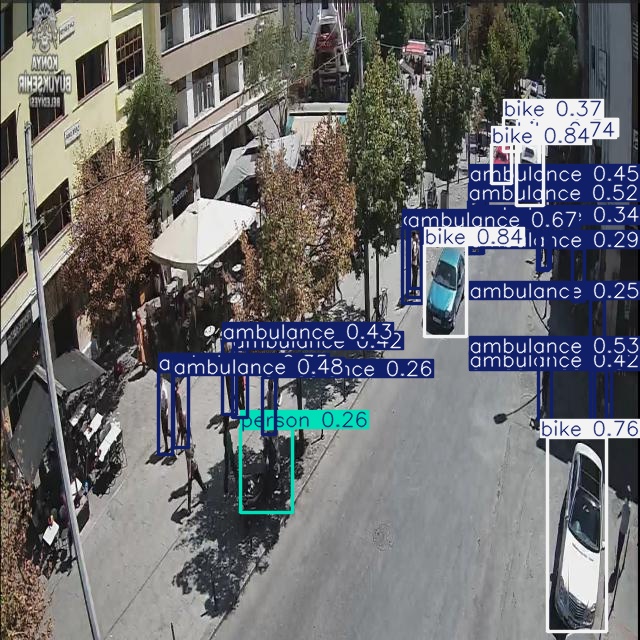 KONYA
BÜYÜKŞEHİR
BELEDİYESİ
bike 0.37
bike 0.84
74
ambulance 0.45
ambulance 0.52
0.34
ambulance 0.67
bike 0.84
0.29
ambulance 0.25
ambulance 0.43
ambulance 0.53
ambulance 0.42
ambulance 0.48
nce 0.26
person 0.26
bike 0.76